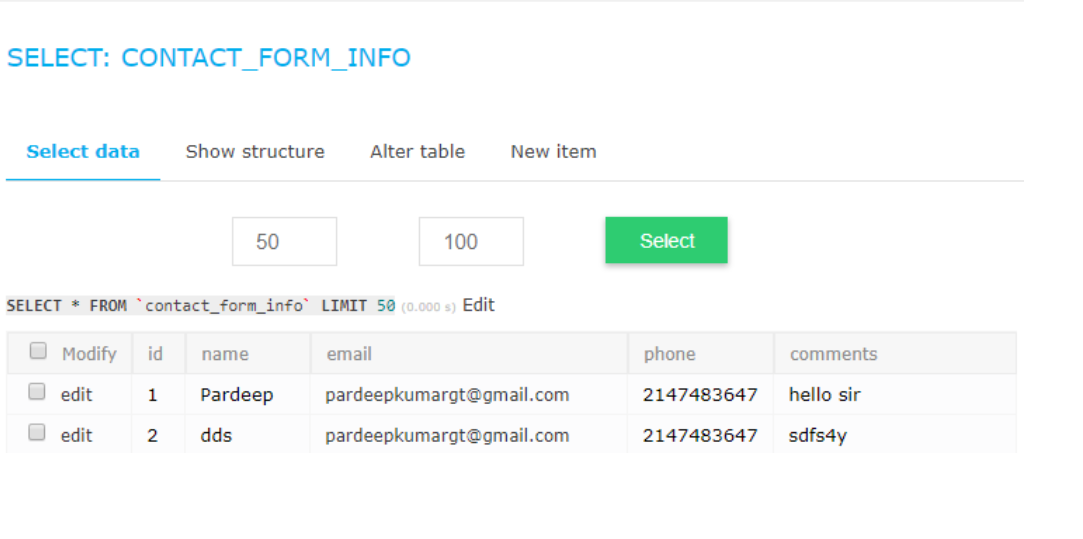 SELECT: CONTACT_FORM_INFO
Select data Show structure Alter table New item
50 100 Select
SELECT * FROM `contact_form_info` LIMIT 50 (0.000 s) Edit
Modify id name email phone comments
edit 1 Pardeep pardeepkumargt@gmail.com 2147483647 hello sir
edit 2 dds pardeepkumargt@gmail.com 2147483647 sdfs4y